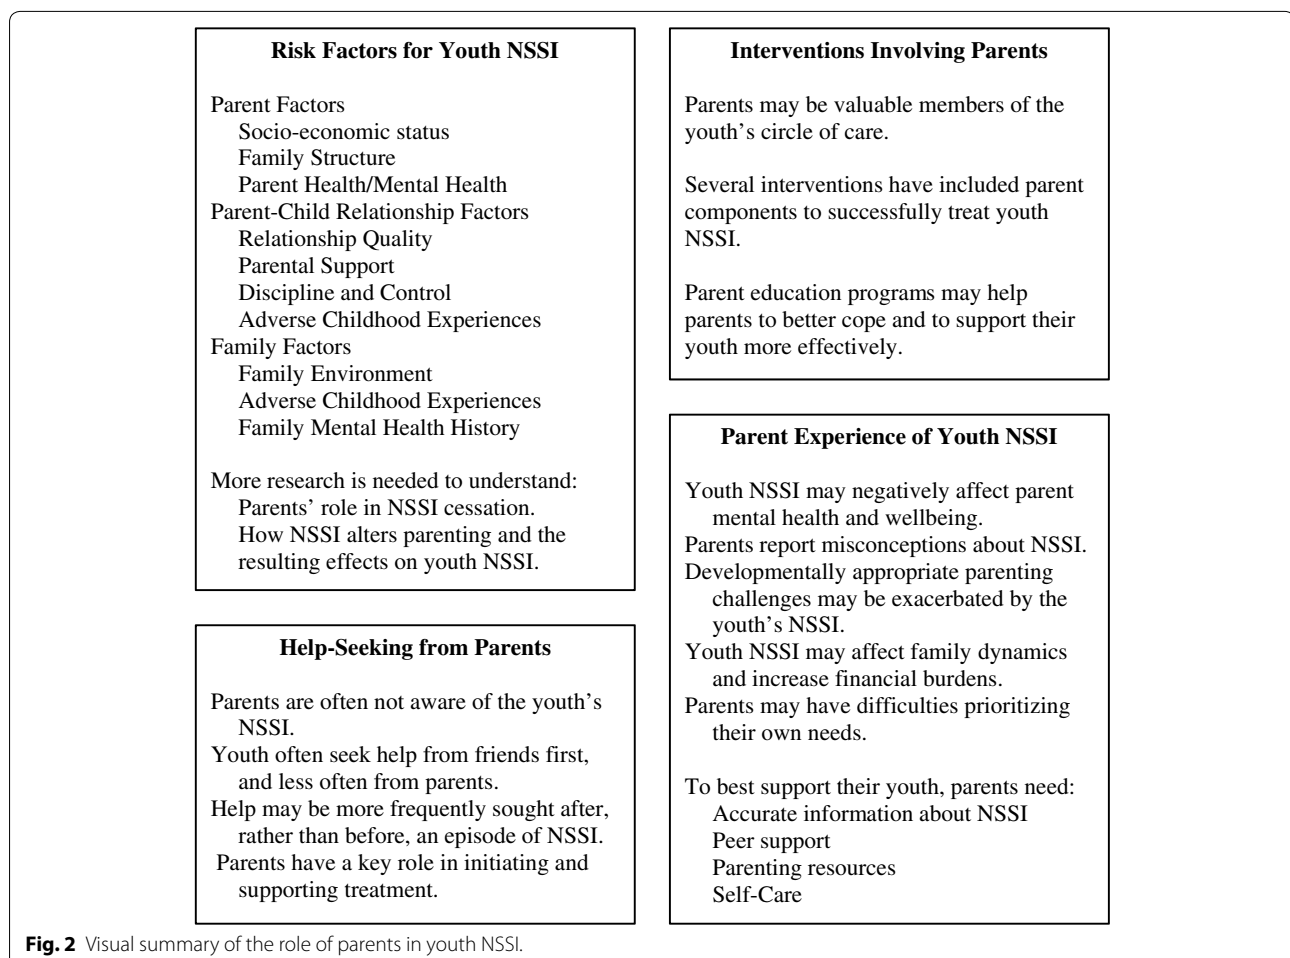 Risk Factors for Youth NSSI
Parent Factors
Socio-economic status
Family Structure
Parent Health/Mental Health
Parent-Child Relationship Factors
Relationship Quality
Parental Support
Discipline and Control
Adverse Childhood Experiences
Family Factors
Family Environment
Adverse Childhood Experiences
Family Mental Health History
More research is needed to understand:
Parents’ role in NSSI cessation.
How NSSI alters parenting and the
resulting effects on youth NSSI.
Help-Seeking from Parents
Parents are often not aware of the youth’s
NSSI.
Youth often seek help from friends first,
and less often from parents.
Help may be more frequently sought after,
rather than before, an episode of NSSI.
Parents have a key role in initiating and
supporting treatment.
Interventions Involving Parents
Parents may be valuable members of the
youth’s circle of care.
Several interventions have included parent
components to successfully treat youth
NSSI.
Parent education programs may help
parents to better cope and to support their
youth more effectively.
Parent Experience of Youth NSSI
Youth NSSI may negatively affect parent
mental health and wellbeing.
Parents report misconceptions about NSSI.
Developmentally appropriate parenting
challenges may be exacerbated by the
youth’s NSSI.
Youth NSSI may affect family dynamics
and increase financial burdens.
Parents may have difficulties prioritizing
their own needs.
To best support their youth, parents need:
Accurate information about NSSI
Peer support
Parenting resources
Self-Care
Fig. 2 Visual summary of the role of parents in youth NSSI.